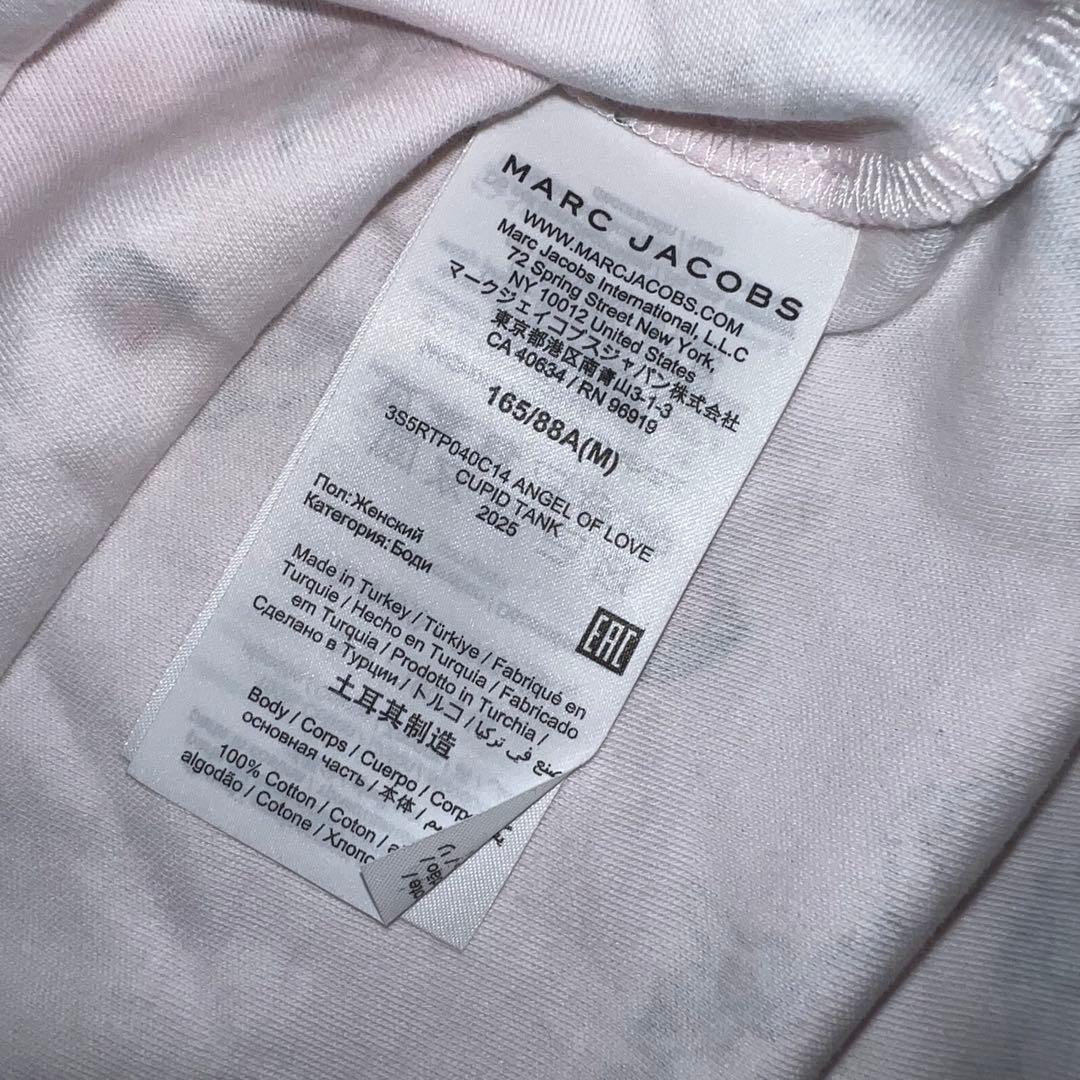 MARC JACOBS
WWW.MARCJACOBS.COM
Marc Jacobs International, L.L.C
72 Spring Street New York,
NY 10012 United States
マークジェイコブスジャパン株式会社
東京都港区南青山3-1-3
CA 40634 / RN 96919
165/88A(M)
3S5RTP040C14 ANGEL OF LOVE
CUPID TANK
2025
Пол: Женский
Категория: Боди
EAC
Made in Turkey / Türkiye / Fabriqué en
Turquie / Hecho en Turquia / Fabricado
em Turquia / Prodotto in Turchia /
Сделано в Турции / トルコ / صنع في تركيا
土耳其制造
Body / Corps / Cuerpo / Corpo
основная часть / 本体 /
100% Cotton / Coton /
algodão / Cotone /